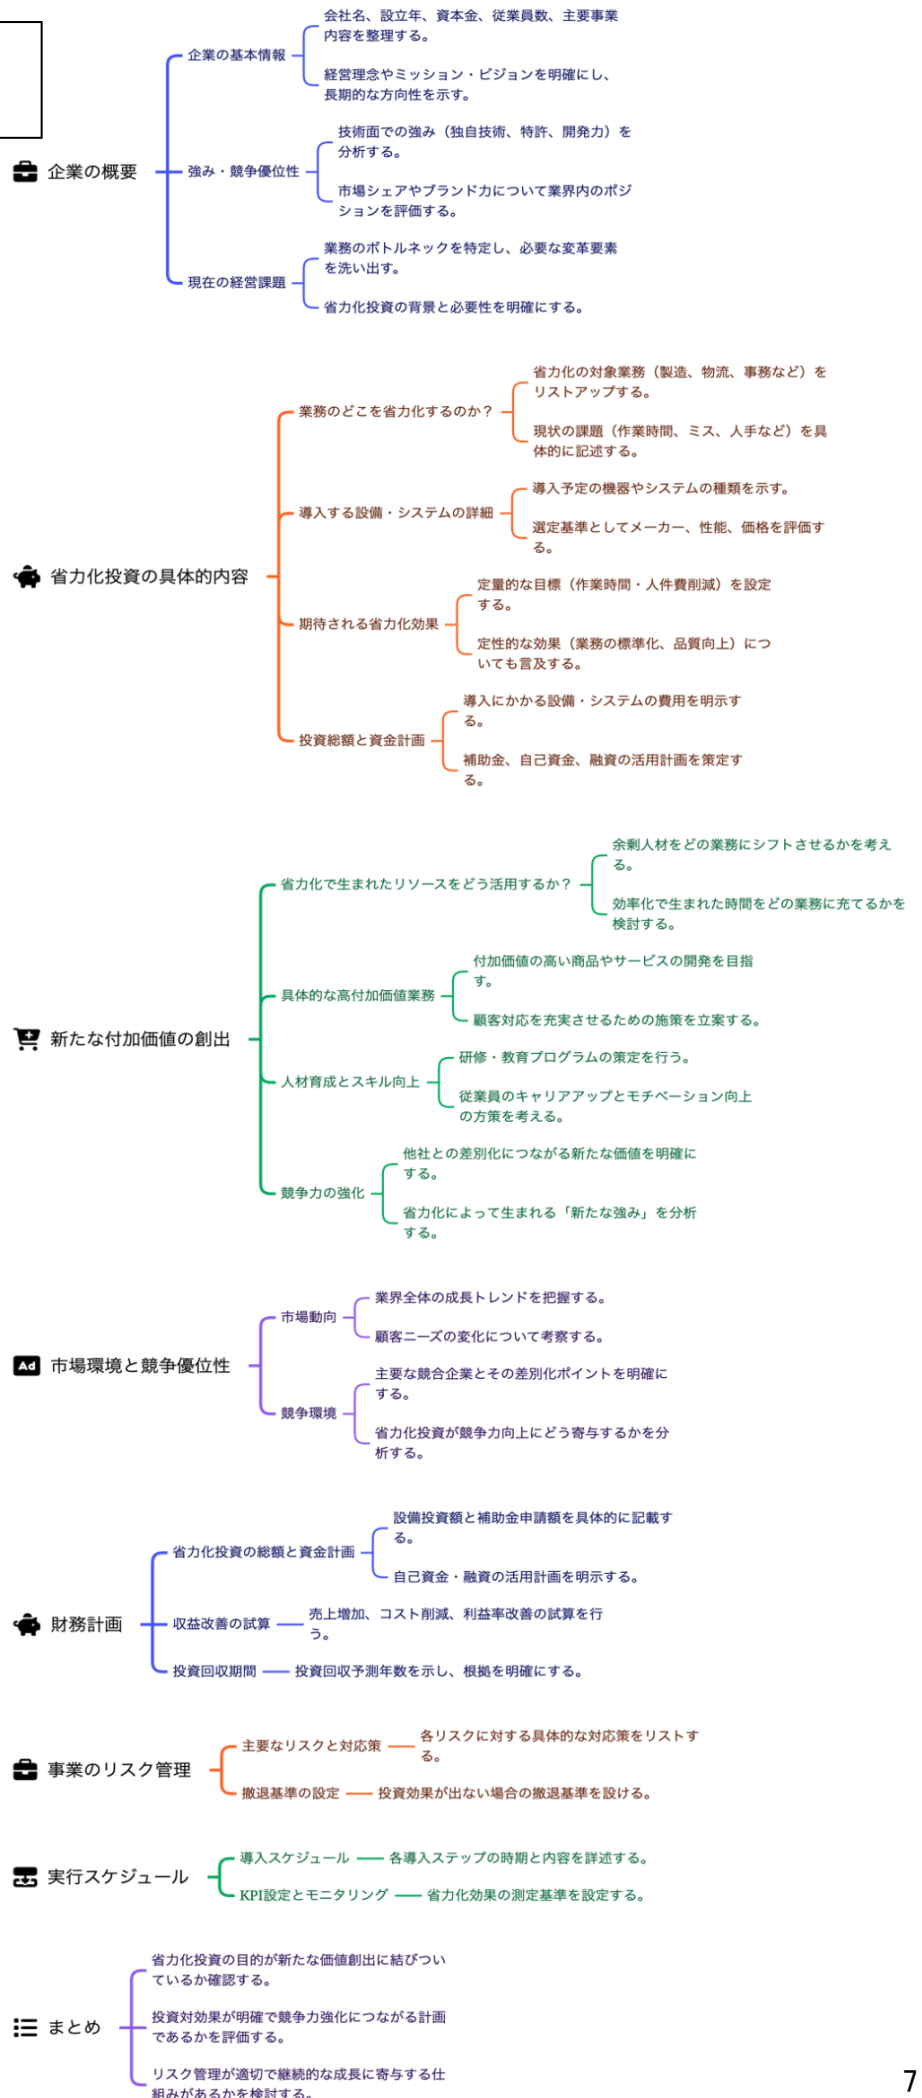 企業の概要
企業の基本情報
会社名、設立年、資本金、従業員数、主要事業
内容を整理する。
経営理念やミッション・ビジョンを明確にし、
長期的な方向性を示す。
強み・競争優位性
技術面での強み（独自技術、特許、開発力）を
分析する。
市場シェアやブランド力について業界内のポジ
ションを評価する。
現在の経営課題
業務のボトルネックを特定し、必要な変革要素
を洗い出す。
省力化投資の背景と必要性を明確にする。
省力化投資の具体的内容
業務のどこを省力化するのか？
省力化の対象業務（製造、物流、事務など）を
リストアップする。
現状の課題（作業時間、ミス、人手など）を具
体的に記述する。
導入する設備・システムの詳細
導入予定の機器やシステムの種類を示す。
選定基準としてメーカー、性能、価格を評価す
る。
期待される省力化効果
定量的な目標（作業時間・人件費削減）を設定
する。
定性的な効果（業務の標準化、品質向上）につ
いても言及する。
投資総額と資金計画
導入にかかる設備・システムの費用を明示す
る。
補助金、自己資金、融資の活用計画を策定す
る。
新たな付加価値の創出
省力化で生まれたリソースをどう活用するか？
余剰人材をどの業務にシフトさせるかを考え
る。
効率化で生まれた時間をどの業務に充てるかを
検討する。
具体的な高付加価値業務
付加価値の高い商品やサービスの開発を目指
す。
顧客対応を充実させるための施策を立案する。
人材育成とスキル向上
研修・教育プログラムの策定を行う。
従業員のキャリアアップとモチベーション向上
の方策を考える。
競争力の強化
他社との差別化につながる新たな価値を明確に
する。
省力化によって生まれる「新たな強み」を分析
する。
Ad 市場環境と競争優位性
市場動向
業界全体の成長トレンドを把握する。
顧客ニーズの変化について考察する。
競争環境
主要な競合企業とその差別化ポイントを明確に
する。
省力化投資が競争力向上にどう寄与するかを分
析する。
財務計画
省力化投資の総額と資金計画
設備投資額と補助金申請額を具体的に記載す
る。
自己資金・融資の活用計画を明示する。
収益改善の試算
売上増加、コスト削減、利益率改善の試算を行
う。
投資回収期間
投資回収予測年数を示し、根拠を明確にする。
事業のリスク管理
主要なリスクと対応策
各リスクに対する具体的な対応策をリストす
る。
撤退基準の設定
投資効果が出ない場合の撤退基準を設ける。
実行スケジュール
導入スケジュール
各導入ステップの時期と内容を詳述する。
KPI設定とモニタリング
省力化効果の測定基準を設定する。
まとめ
省力化投資の目的が新たな価値創出に結びつい
ているか確認する。
投資対効果が明確で競争力強化につながる計画
であるかを評価する。
リスク管理が適切で継続的な成長に寄与する仕
組みがあるかを検討する。
7